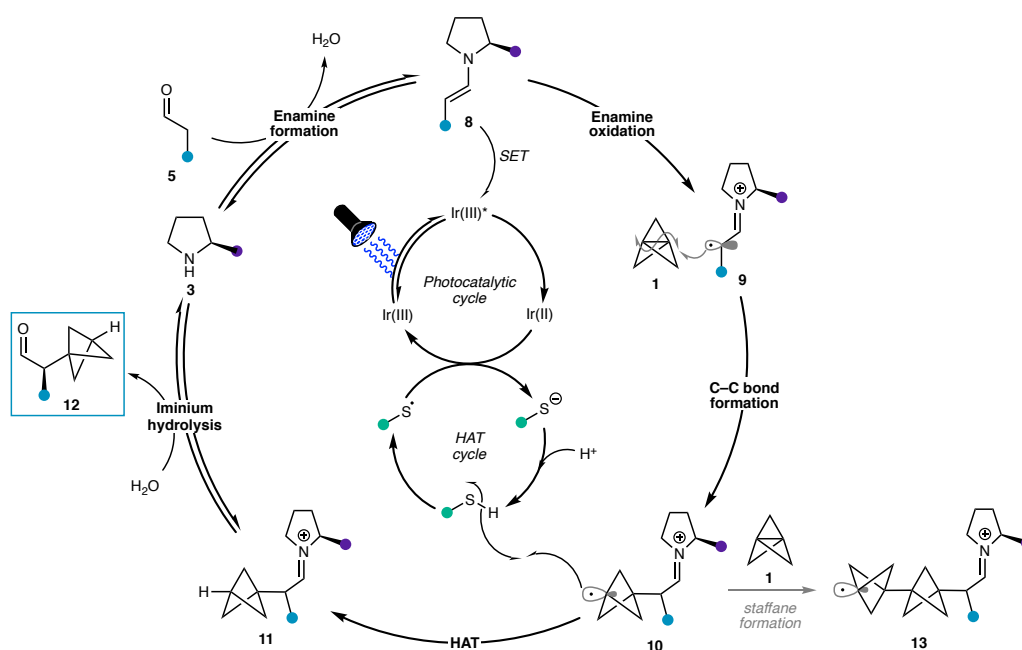 H₂O
N
8
O
5
Enamine
formation
Enamine
oxidation
SET
Ir(III)*
N
H
3
Photocatalytic
cycle
Ir(III)
Ir(II)
1
⊕
N
9
O
H
12
Iminium
hydrolysis
H₂O
C–C bond
formation
S•
S⊖
HAT
cycle
H⁺
S
H
⊕
N
H
11
HAT
⊕
N
10
1
staffane
formation
⊕
N
13